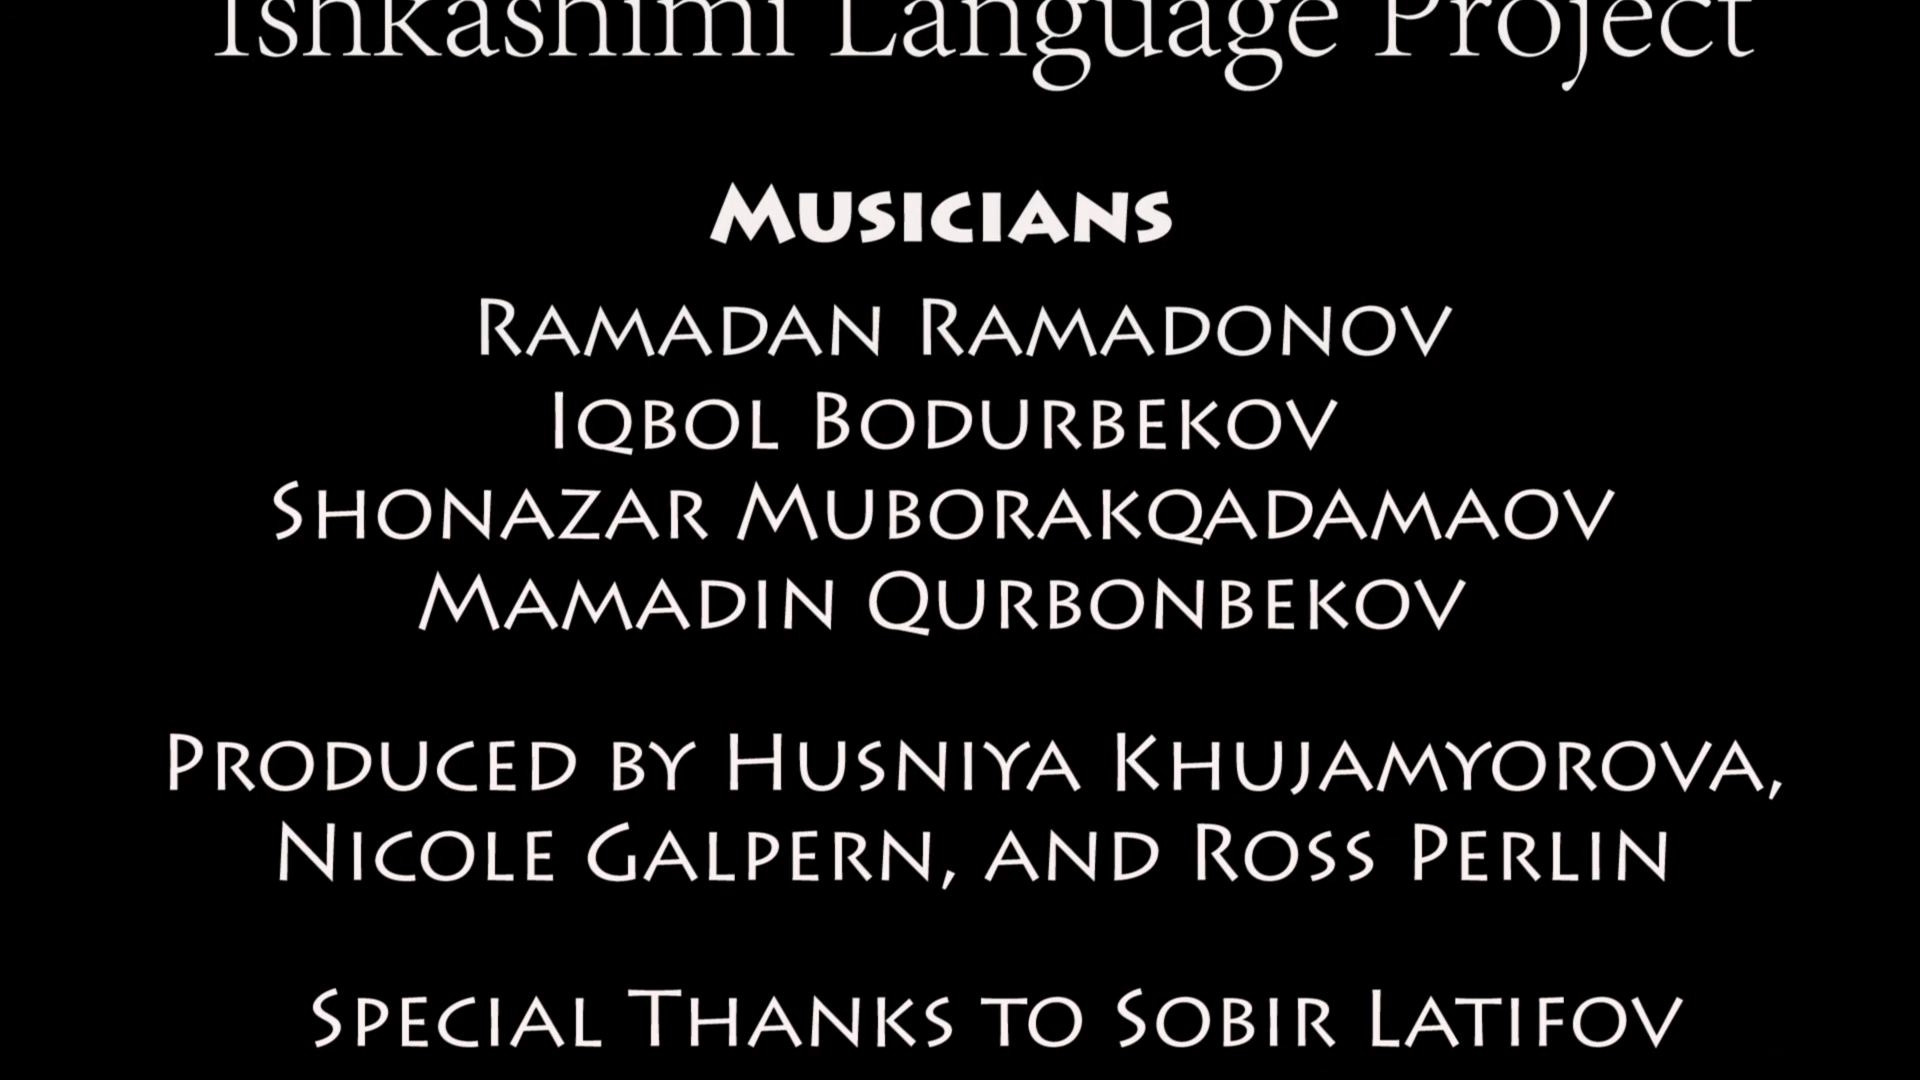 Ishkashimi Language Project
Musicians
Ramadan Ramadonov
Iqbol Bodurbekov
Shonazar Muborakqadamaov
Mamadin Qurbonbekov
Produced by Husniya Khujamyorova,
Nicole Galpern, and Ross Perlin
Special Thanks to Sobir Latifov